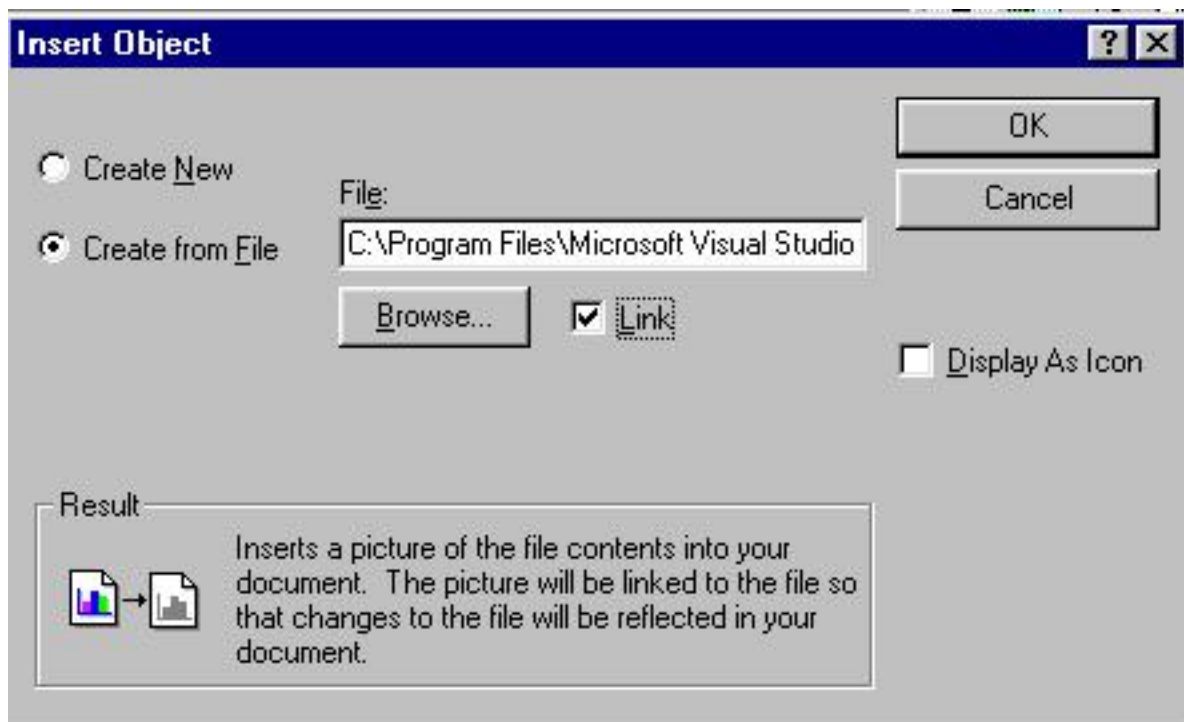 Insert Object
OK
Create New
File:
Cancel
Create from File
C:\Program Files\Microsoft Visual Studio
Browse...
Link
Display As Icon
Result
Inserts a picture of the file contents into your
document. The picture will be linked to the file so
that changes to the file will be reflected in your
document.